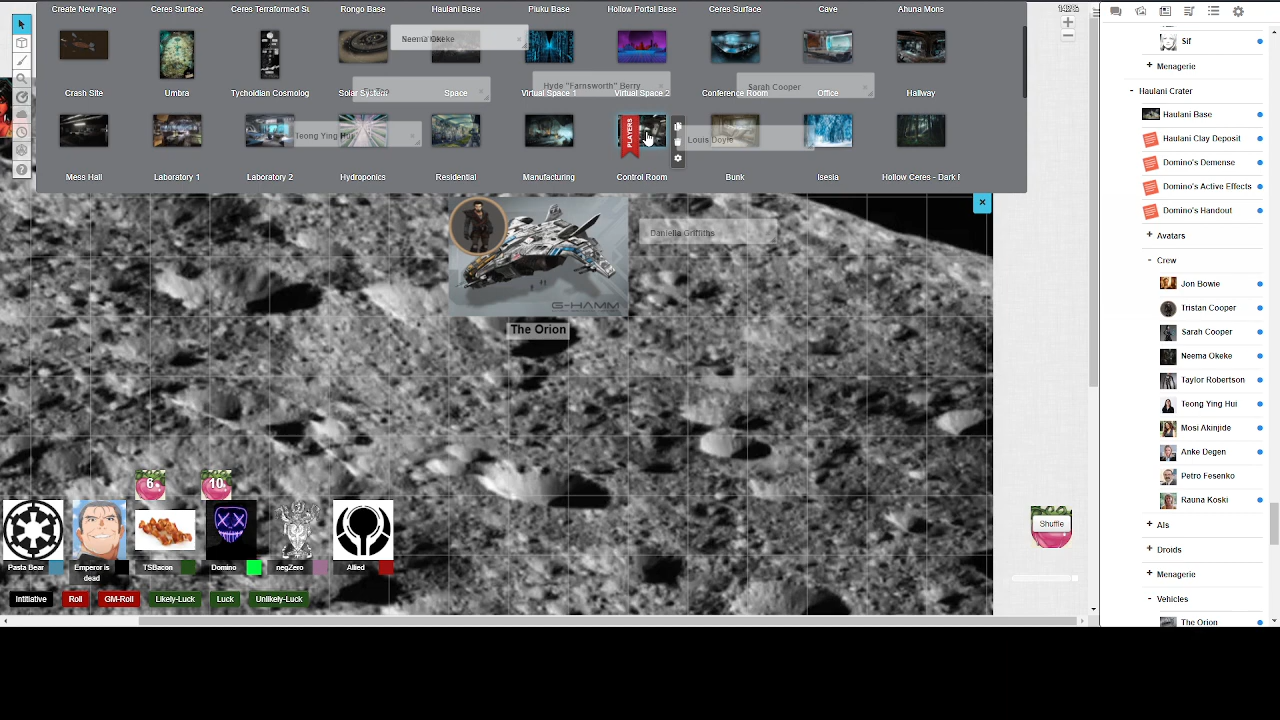 Create New Page Ceres Surface Ceres Terraformed Su Rongo Base Haulani Base Piuku Base Hollow Portal Base Ceres Surface Cave Ahuna Mons
Neema Okeke ×
Crash Site Umbra Tycholdian Cosmolog Solar System Space Virtual Space 1 Virtual Space 2 Conference Room Office Hallway
Hyde "Farnsworth" Berry
Sarah Cooper ×
Teong Ying Hui ×
PLAYERS
Louis Doyle
Mess Hall Laboratory 1 Laboratory 2 Hydroponics Residential Manufacturing Control Room Bunk Isesia Hollow Ceres - Dark F
Daniella Griffiths
G-HAMM
The Orion
6
10
Pasta Bear
Emperor is dead
TSBacon
Domino
negZero
Allied
Intitiative Roll GM-Roll Likely-Luck Luck Unlikely-Luck
Shuffle
Sif
+ Menagerie
- Haulani Crater
Haulani Base
Haulani Clay Deposit
Domino's Demense
Domino's Active Effects
Domino's Handout
+ Avatars
- Crew
Jon Bowie
Tristan Cooper
Sarah Cooper
Neema Okeke
Taylor Robertson
Teong Ying Hui
Mosi Akinjide
Anke Degen
Petro Fesenko
Rauna Koski
+ AIs
+ Droids
+ Menagerie
- Vehicles
The Orion